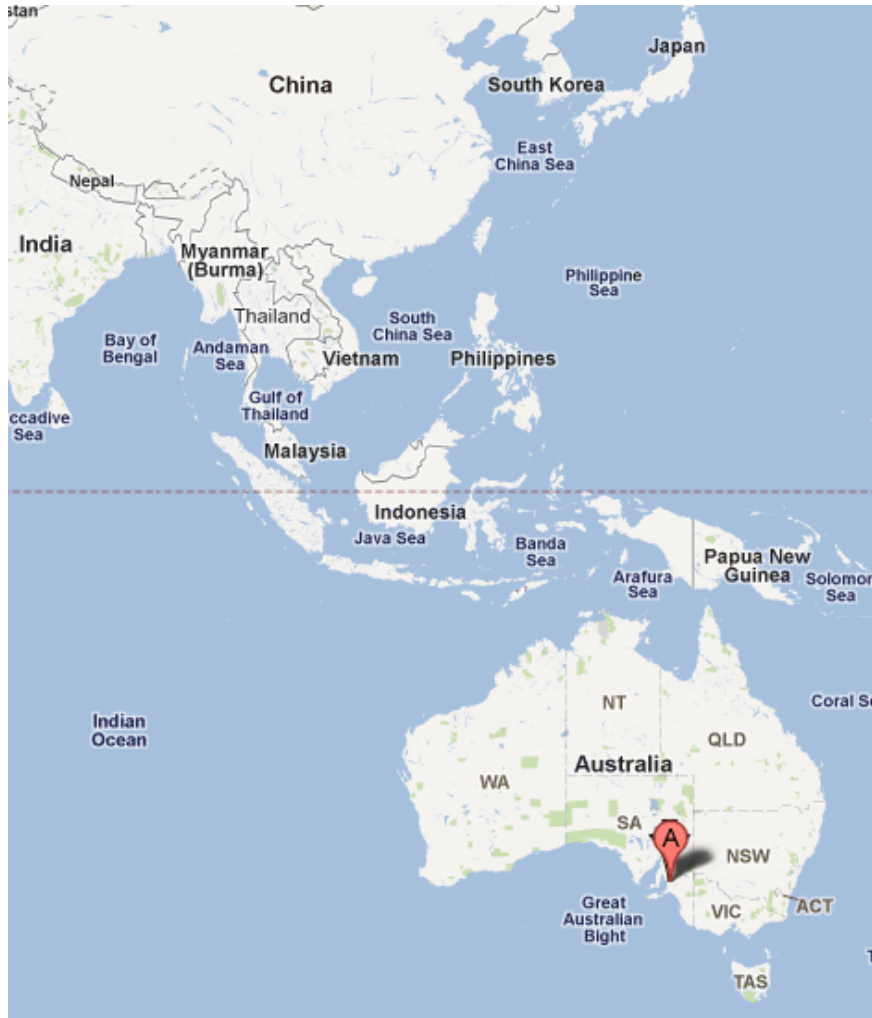 stan
Japan
China
South Korea
East
China Sea
Nepal
India
Myanmar
(Burma)
Philippine
Sea
Thailand
South
China Sea
Bay of
Bengal
Andaman
Sea
Vietnam
Philippines
Gulf of
Thailand
ccadive
Sea
Malaysia
Indonesia
Java Sea
Banda
Sea
Papua New
Guinea
Arafura
Sea
Solomon
Sea
Coral Se
NT
Indian
Ocean
QLD
Australia
WA
SA
A
NSW
Great
Australian
Bight
VIC
ACT
T
TAS